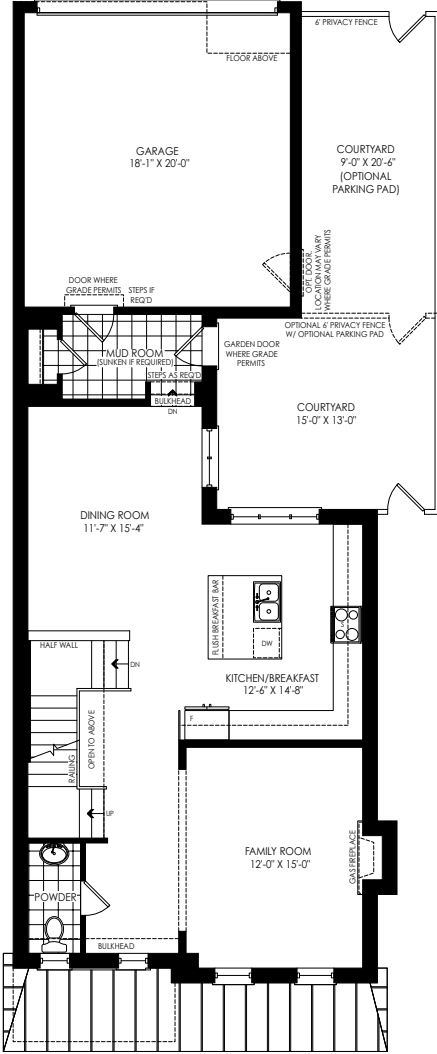 6' PRIVACY FENCE
FLOOR ABOVE
GARAGE
18'-1" X 20'-0"
COURTYARD
9'-0" X 20'-6"
(OPTIONAL
PARKING PAD)
OPT. DOOR.
LOCATION MAY VARY
WHERE GRADE PERMITS
DOOR WHERE
GRADE PERMITS
STEPS IF
REQ'D
OPTIONAL 6' PRIVACY FENCE
W/ OPTIONAL PARKING PAD
MUD ROOM
(SUNKEN IF REQUIRED)
GARDEN DOOR
WHERE GRADE
PERMITS
STEPS AS REQ'D
BULKHEAD
DN
COURTYARD
15'-0" X 13'-0"
DINING ROOM
11'-7" X 15'-4"
FLUSH BREAKFAST BAR
DW
S
HALF WALL
DN
KITCHEN/BREAKFAST
12'-6" X 14'-8"
F
OPEN TO ABOVE
RAILING
UP
FAMILY ROOM
12'-0" X 15'-0"
GAS FIREPLACE
POWDER
BULKHEAD